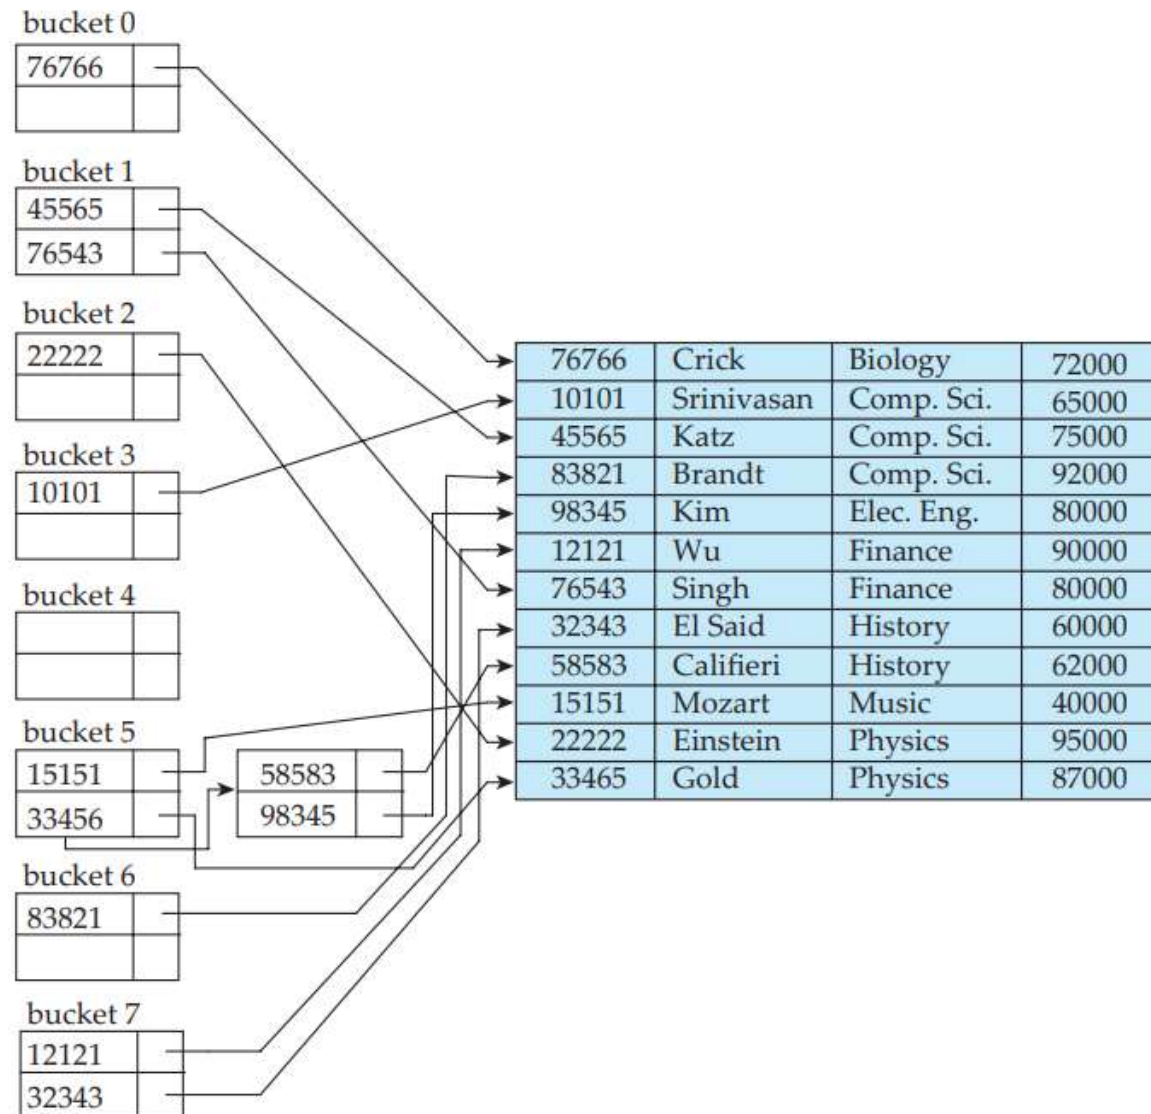 bucket 0
76766
bucket 1
45565
76543
bucket 2
22222
bucket 3
10101
bucket 4
bucket 5
15151
33456
58583
98345
bucket 6
83821
bucket 7
12121
32343
76766 Crick Biology 72000
10101 Srinivasan Comp. Sci. 65000
45565 Katz Comp. Sci. 75000
83821 Brandt Comp. Sci. 92000
98345 Kim Elec. Eng. 80000
12121 Wu Finance 90000
76543 Singh Finance 80000
32343 El Said History 60000
58583 Califieri History 62000
15151 Mozart Music 40000
22222 Einstein Physics 95000
33465 Gold Physics 87000